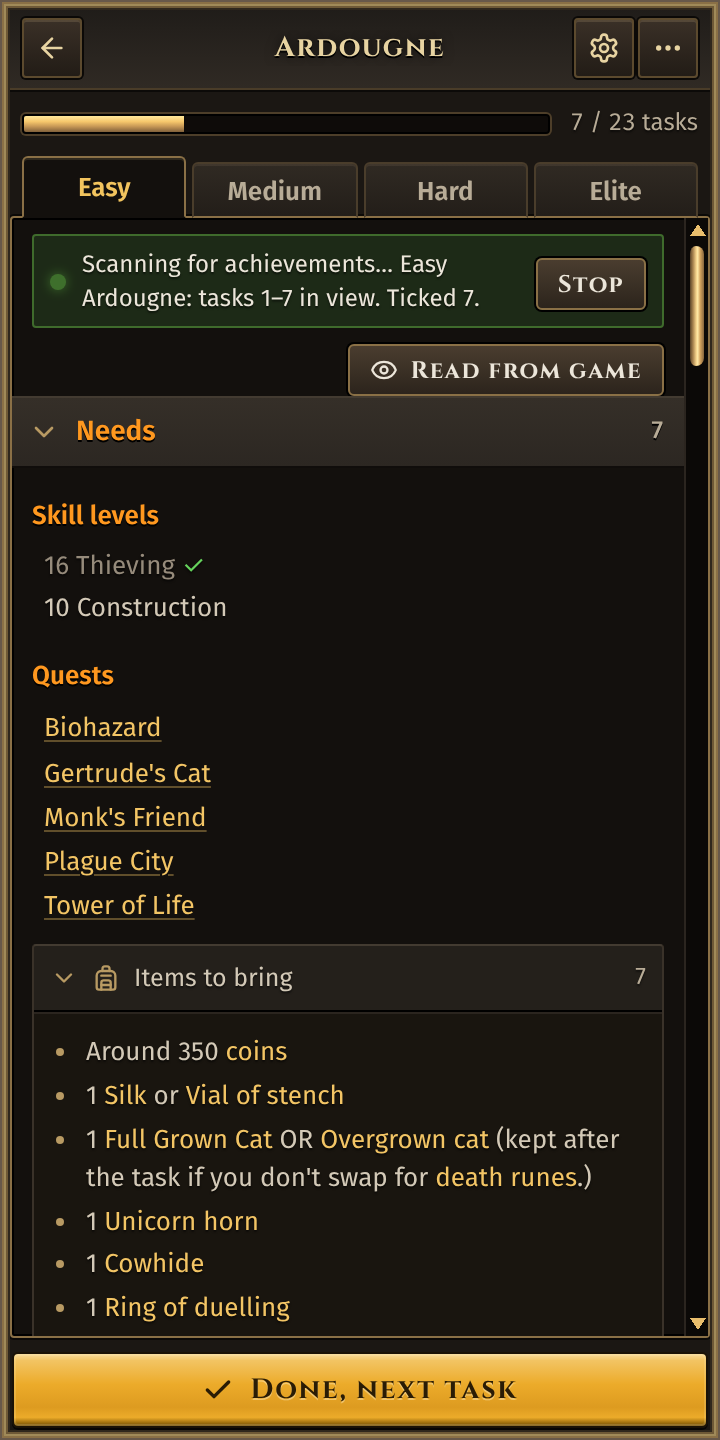 Ardougne
7 / 23 tasks
Easy
Medium
Hard
Elite
Scanning for achievements... Easy
Ardougne: tasks 1–7 in view. Ticked 7.
Stop
Read from game
Needs
7
Skill levels
16 Thieving
10 Construction
Quests
Biohazard
Gertrude's Cat
Monk's Friend
Plague City
Tower of Life
Items to bring
7
Around 350 coins
1 Silk or Vial of stench
1 Full Grown Cat OR Overgrown cat (kept after
the task if you don't swap for death runes.)
1 Unicorn horn
1 Cowhide
1 Ring of duelling
Done, next task